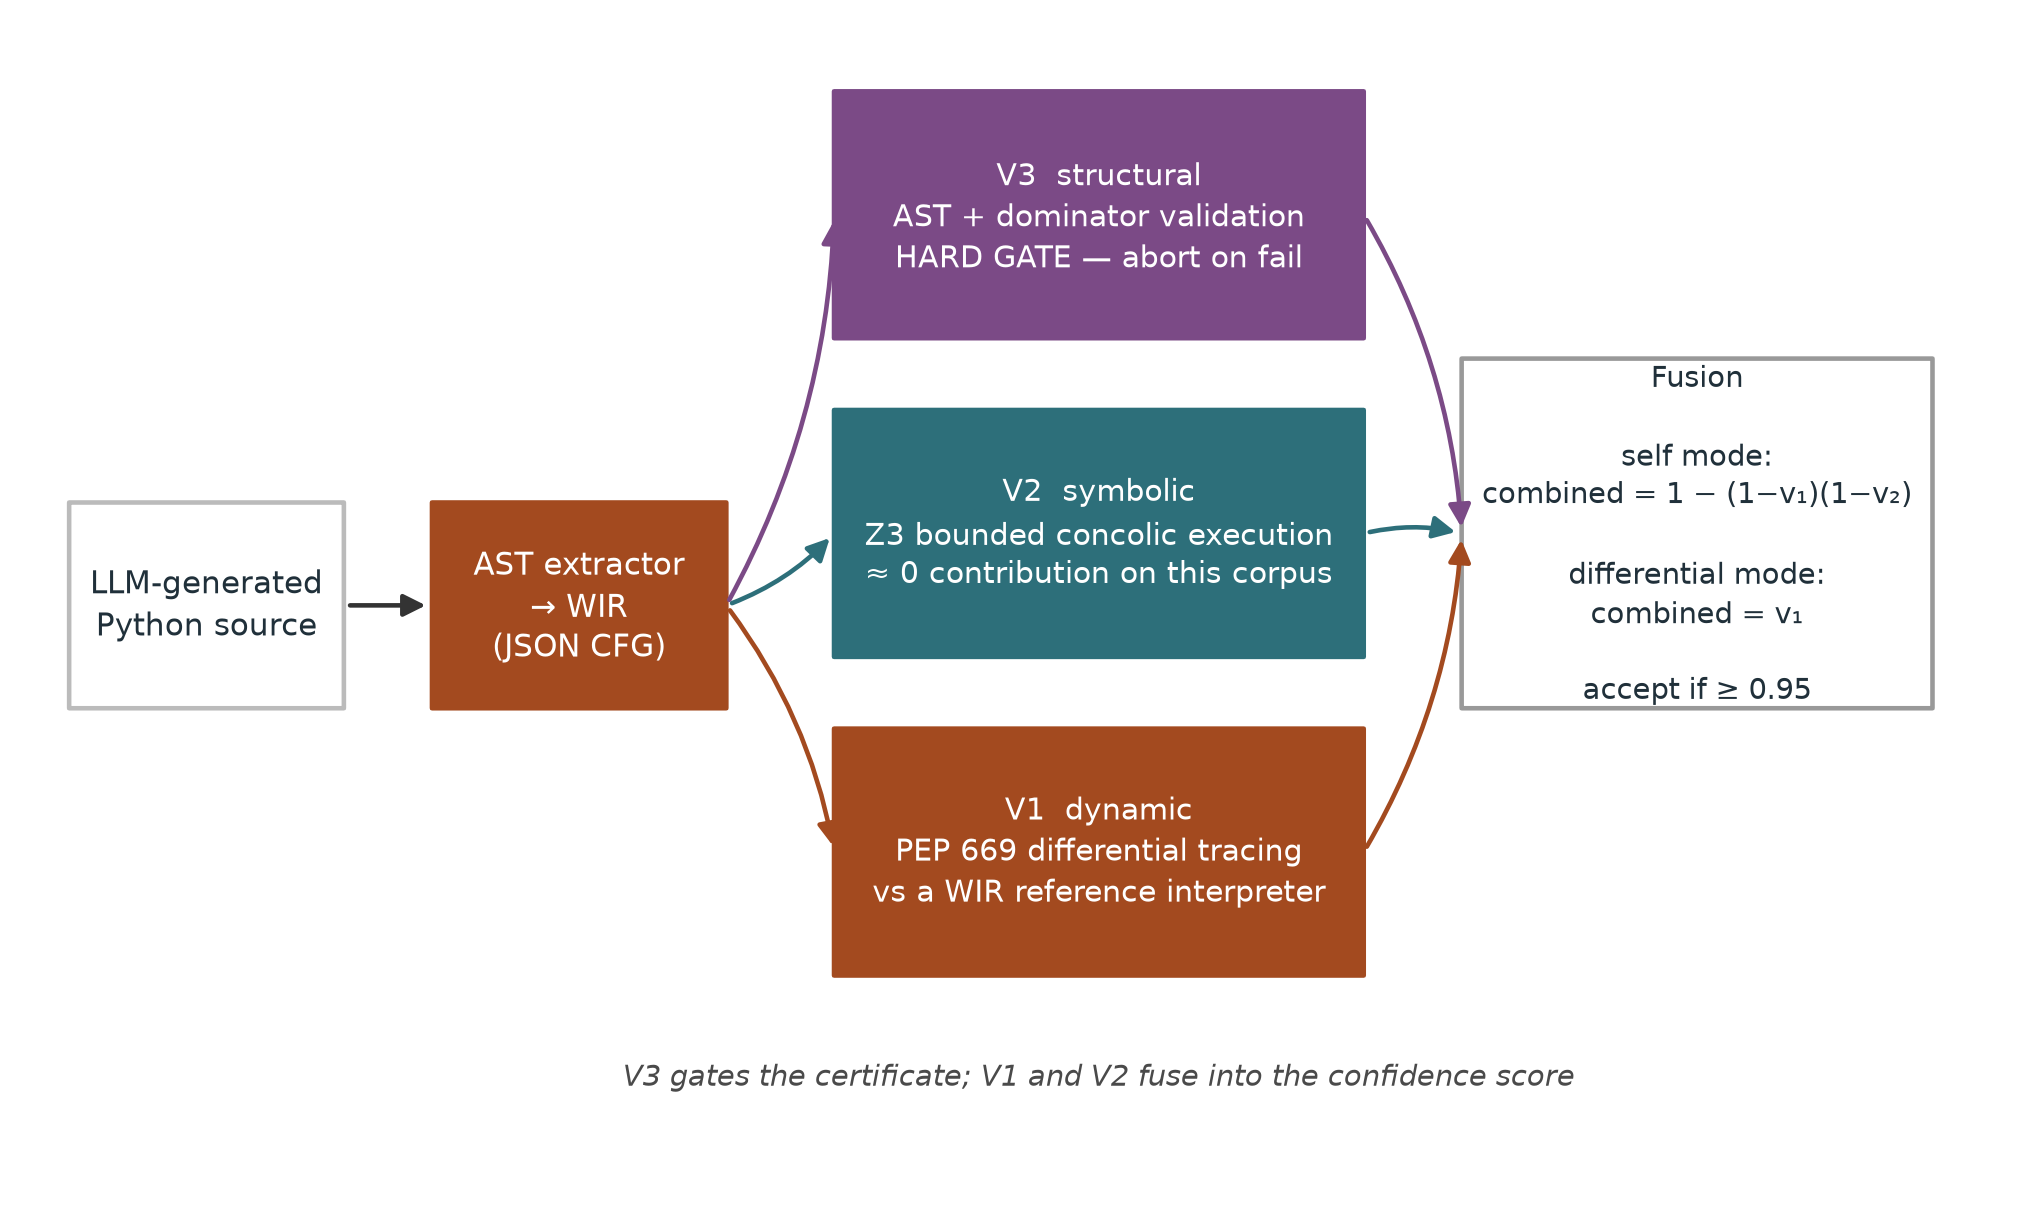 LLM-generated
Python source
AST extractor
→ WIR
(JSON CFG)
V3  structural
AST + dominator validation
HARD GATE — abort on fail
V2  symbolic
Z3 bounded concolic execution
≈ 0 contribution on this corpus
V1  dynamic
PEP 669 differential tracing
vs a WIR reference interpreter
Fusion
self mode:
combined = 1 − (1−v₁)(1−v₂)
differential mode:
combined = v₁
accept if ≥ 0.95
V3 gates the certificate; V1 and V2 fuse into the confidence score